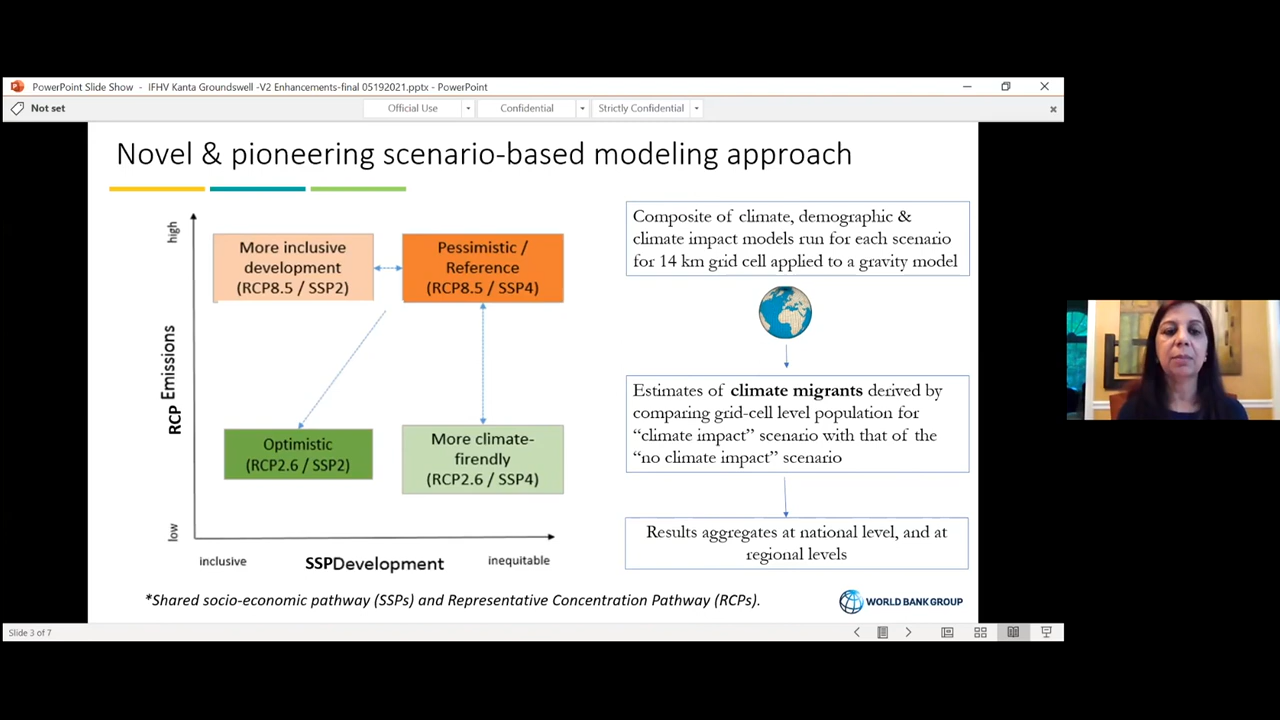 PowerPoint Slide Show - IFHV Kanta Groundswell -V2 Enhancements-final 05192021.pptx - PowerPoint
Not set
Official Use
Confidential
Strictly Confidential
Novel & pioneering scenario-based modeling approach
high
RCP Emissions
low
More inclusive
development
(RCP8.5 / SSP2)
Pessimistic /
Reference
(RCP8.5 / SSP4)
Optimistic
(RCP2.6 / SSP2)
More climate-
firendly
(RCP2.6 / SSP4)
inclusive
SSPDevelopment
inequitable
Composite of climate, demographic &
climate impact models run for each scenario
for 14 km grid cell applied to a gravity model
Estimates of climate migrants derived by
comparing grid-cell level population for
“climate impact” scenario with that of the
“no climate impact” scenario
Results aggregates at national level, and at
regional levels
*Shared socio-economic pathway (SSPs) and Representative Concentration Pathway (RCPs).
WORLD BANK GROUP
Slide 3 of 7